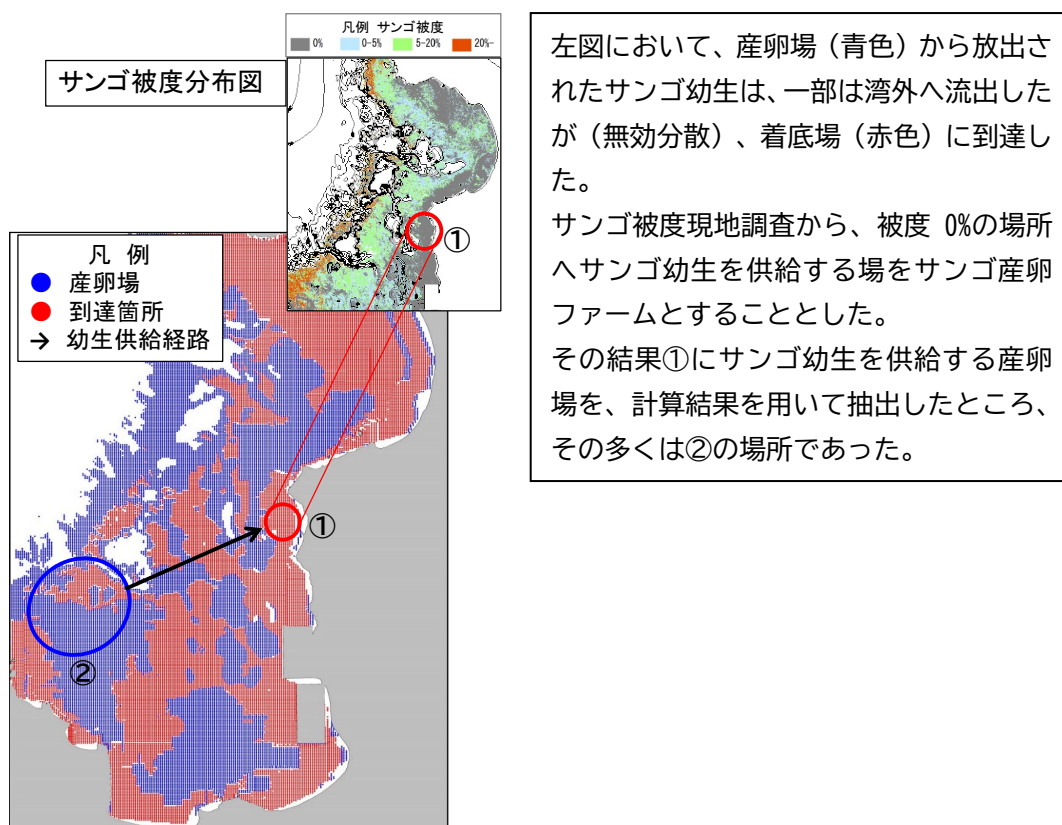 凡例 サンゴ被度
0% 0-5% 5-20% 20%-
サンゴ被度分布図
①
凡 例
産卵場
到達箇所
→ 幼生供給経路
①
②
左図において、産卵場（青色）から放出さ
れたサンゴ幼生は、一部は湾外へ流出した
が（無効分散）、着底場（赤色）に到達し
た。
サンゴ被度現地調査から、被度 0%の場所
へサンゴ幼生を供給する場をサンゴ産卵
ファームとすることとした。
その結果①にサンゴ幼生を供給する産卵
場を、計算結果を用いて抽出したところ、
その多くは②の場所であった。